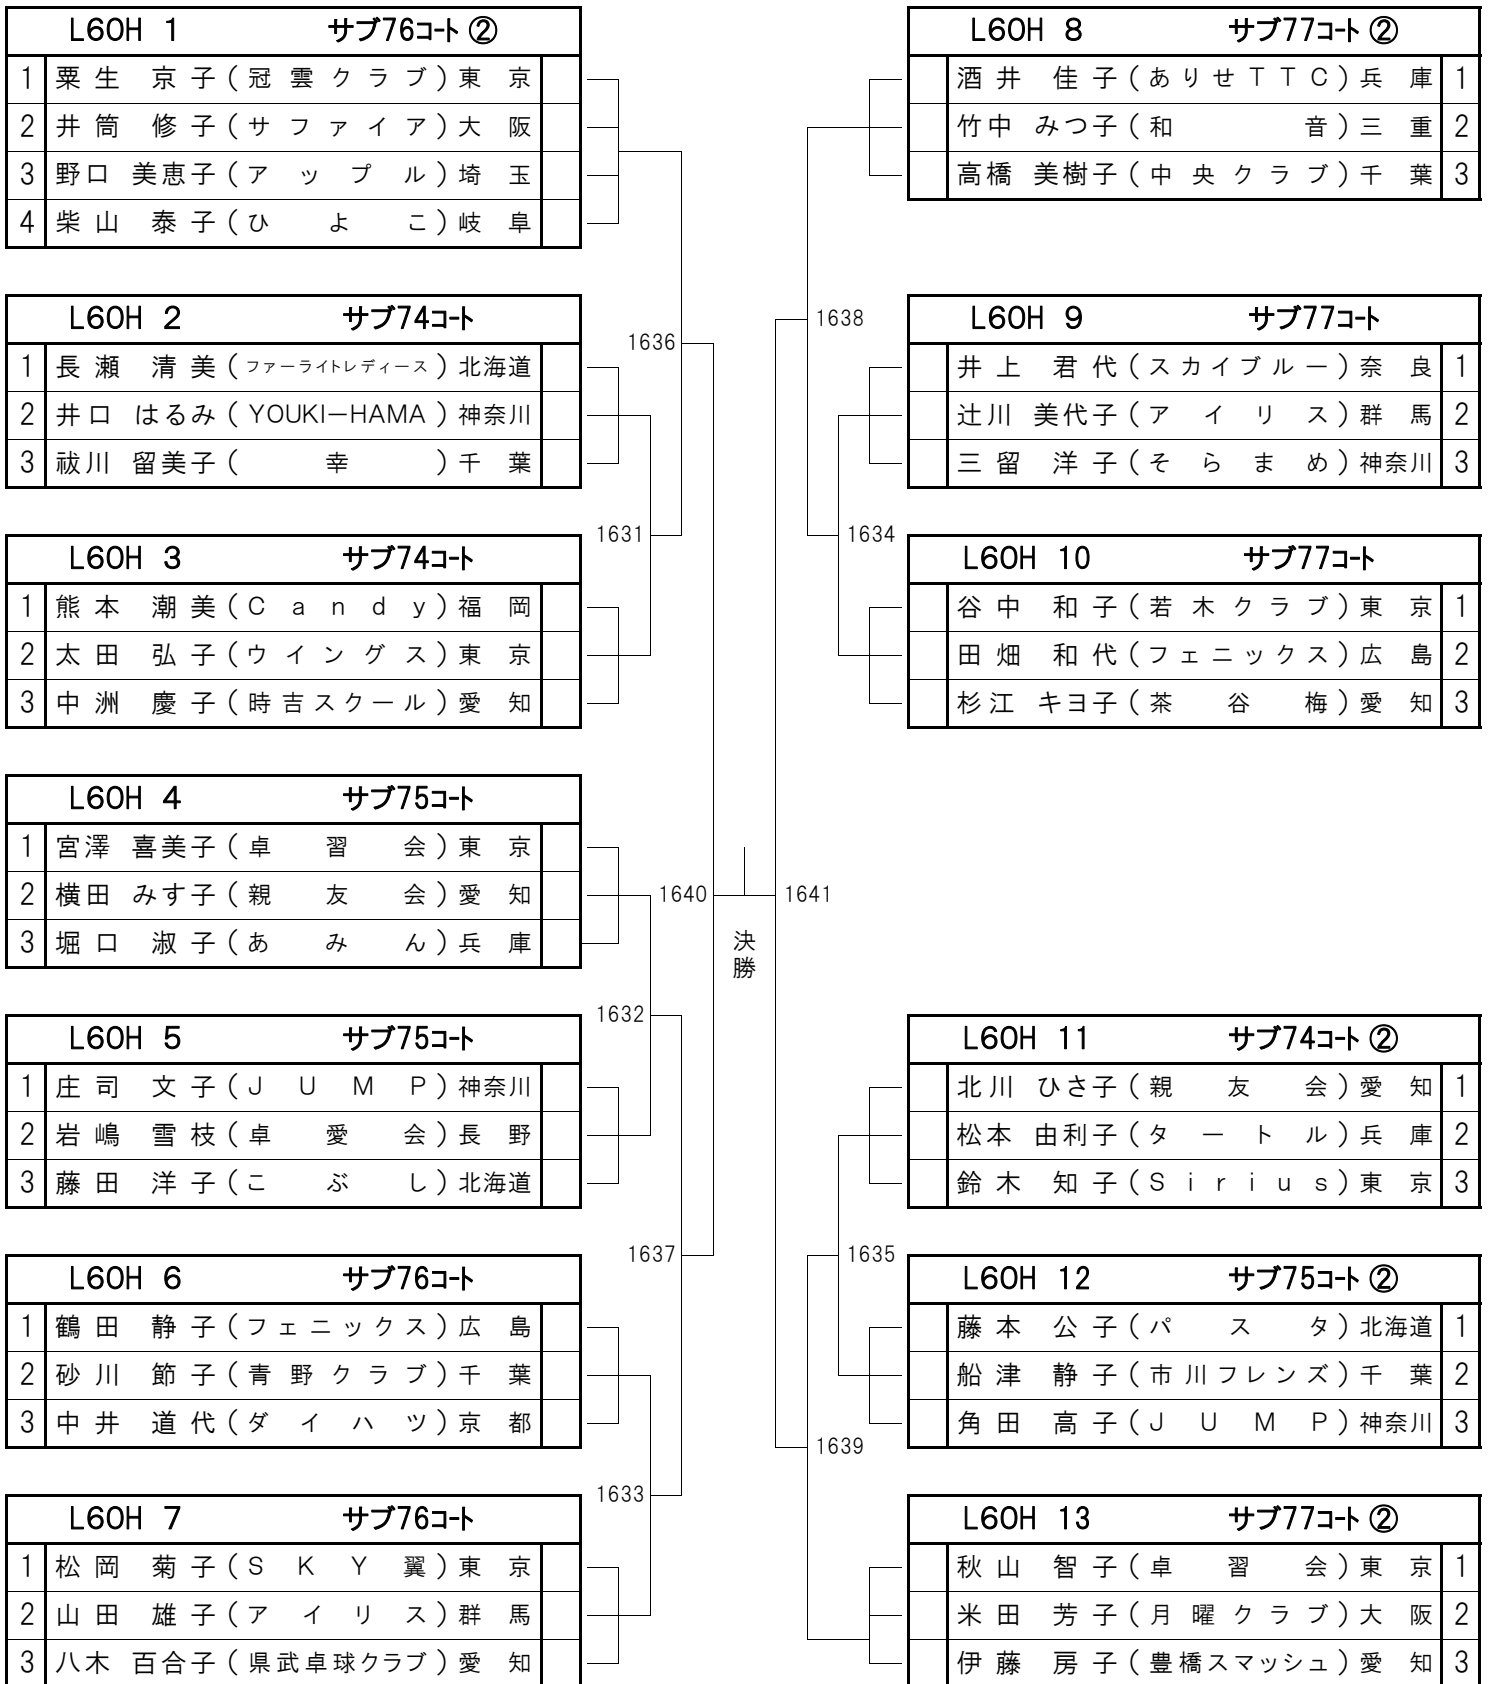 L60H 1 サブ76コート ②
1 粟生 京子(冠雲クラブ)東京
2 井筒 修子(サファイア)大阪
3 野口 美恵子(アップル)埼玉
4 柴山 泰子(ひよこ)岐阜
L60H 2 サブ74コート
1 長瀬 清美(ファーライトレディース)北海道
2 井口 はるみ(YOUKI－HAMA)神奈川
3 祓川 留美子(幸)千葉
L60H 3 サブ74コート
1 熊本 潮美(Candy)福岡
2 太田 弘子(ウイングス)東京
3 中洲 慶子(時吉スクール)愛知
L60H 4 サブ75コート
1 宮澤 喜美子(卓習会)東京
2 横田 みす子(親友会)愛知
3 堀口 淑子(あみん)兵庫
L60H 5 サブ75コート
1 庄司 文子(JUMP)神奈川
2 岩嶋 雪枝(卓愛会)長野
3 藤田 洋子(こぶし)北海道
L60H 6 サブ76コート
1 鶴田 静子(フェニックス)広島
2 砂川 節子(青野クラブ)千葉
3 中井 道代(ダイハツ)京都
L60H 7 サブ76コート
1 松岡 菊子(SKY翼)東京
2 山田 雄子(アイリス)群馬
3 八木 百合子(県武卓球クラブ)愛知
1636
1631
1640
1632
1637
1633
決勝
1638
1634
1641
1635
1639
L60H 8 サブ77コート ②
酒井 佳子(ありせTTC)兵庫 1
竹中 みつ子(和音)三重 2
高橋 美樹子(中央クラブ)千葉 3
L60H 9 サブ77コート
井上 君代(スカイブルー)奈良 1
辻川 美代子(アイリス)群馬 2
三留 洋子(そらまめ)神奈川 3
L60H 10 サブ77コート
谷中 和子(若木クラブ)東京 1
田畑 和代(フェニックス)広島 2
杉江 キヨ子(茶谷梅)愛知 3
L60H 11 サブ74コート ②
北川 ひさ子(親友会)愛知 1
松本 由利子(タートル)兵庫 2
鈴木 知子(Sirius)東京 3
L60H 12 サブ75コート ②
藤本 公子(パスタ)北海道 1
船津 静子(市川フレンズ)千葉 2
角田 高子(JUMP)神奈川 3
L60H 13 サブ77コート ②
秋山 智子(卓習会)東京 1
米田 芳子(月曜クラブ)大阪 2
伊藤 房子(豊橋スマッシュ)愛知 3